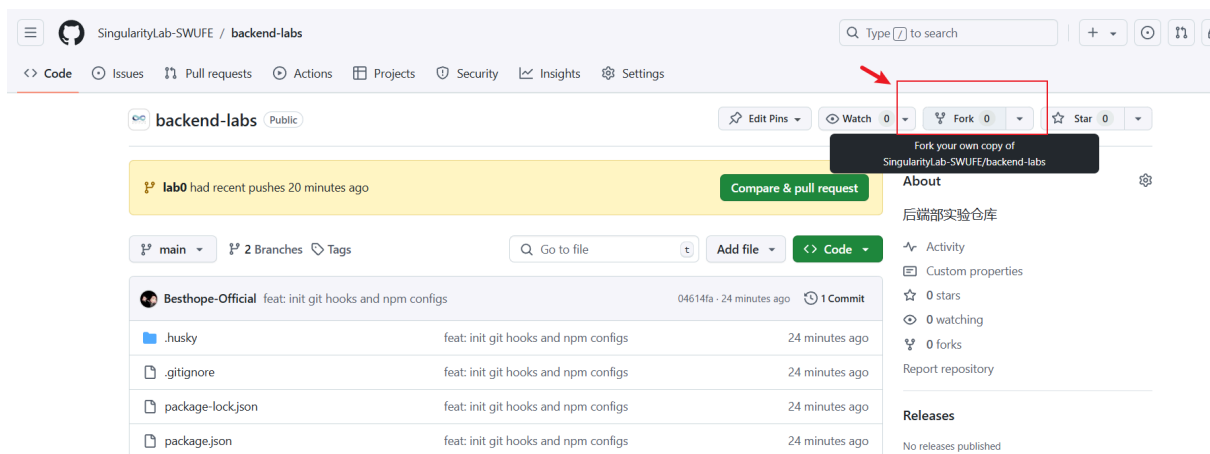 SingularityLab-SWUFE / backend-labs
Type / to search
Code Issues Pull requests Actions Projects Security Insights Settings
backend-labs Public
Edit Pins Watch 0 Fork 0 Star 0
Fork your own copy of
SingularityLab-SWUFE/backend-labs
lab0 had recent pushes 20 minutes ago
Compare & pull request
About
后端部实验仓库
main 2 Branches Tags
Go to file t
Add file
Code
Activity
Custom properties
Besthope-Official feat: init git hooks and npm configs 04614fa · 24 minutes ago 1 Commit
0 stars
0 watching
.husky feat: init git hooks and npm configs 24 minutes ago
0 forks
.gitignore feat: init git hooks and npm configs 24 minutes ago
Report repository
package-lock.json feat: init git hooks and npm configs 24 minutes ago
Releases
package.json feat: init git hooks and npm configs 24 minutes ago
No releases published